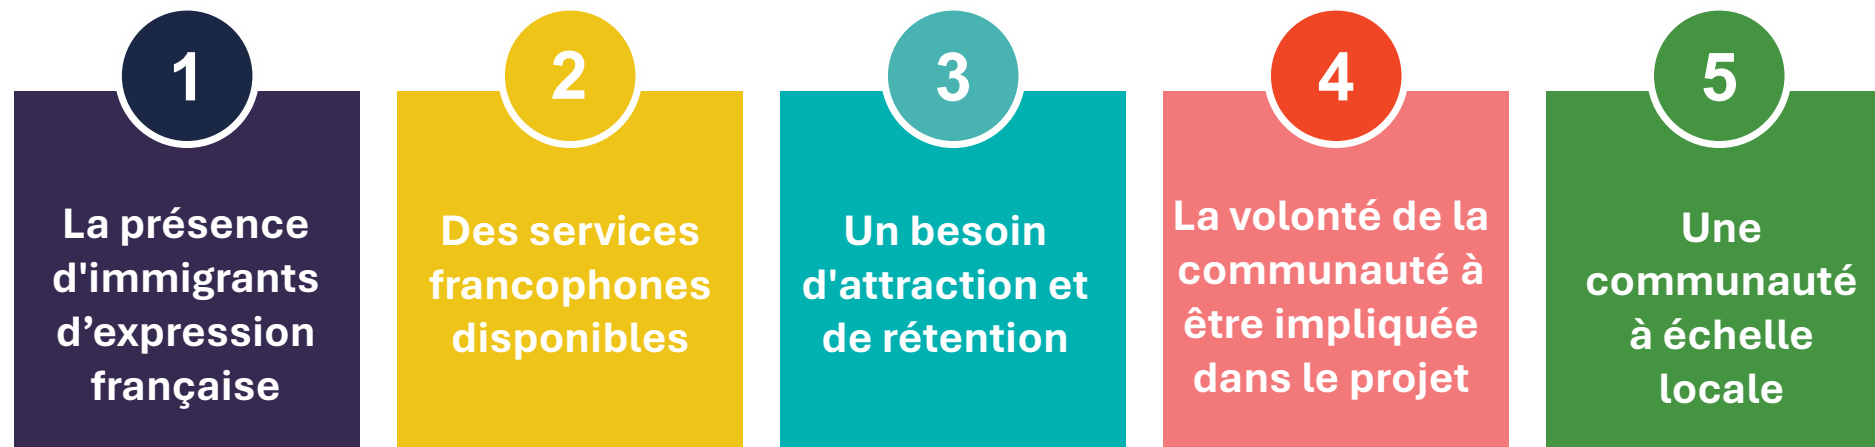 1
La présence
d'immigrants
d’expression
française
2
Des services
francophones
disponibles
3
Un besoin
d'attraction et
de rétention
4
La volonté de la
communauté à
être impliquée
dans le projet
5
Une
communauté
à échelle
locale